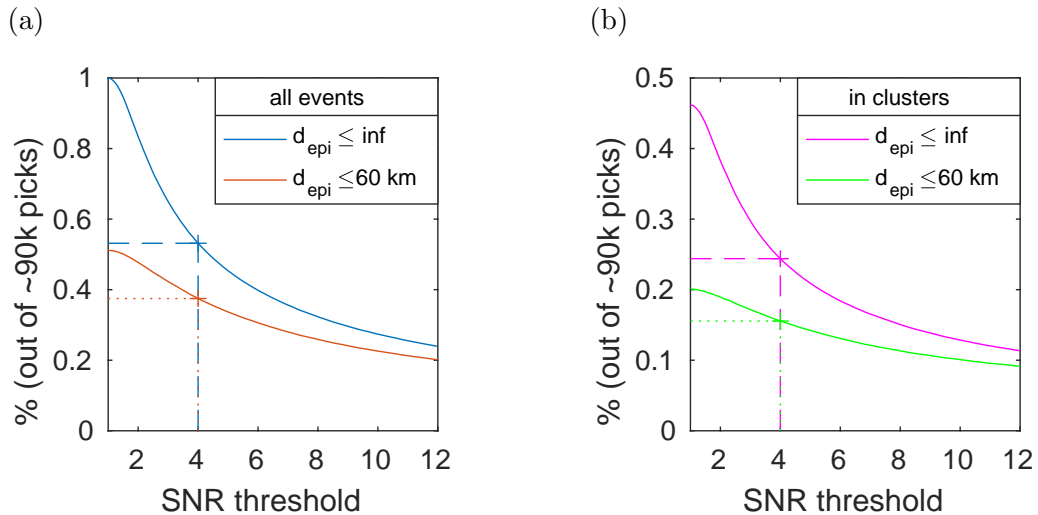 (a)
(b)
% (out of ~90k picks)
1
0.8
0.6
0.4
0.2
0
2 4 6 8 10 12
SNR threshold
all events
d_epi ≤ inf
d_epi ≤60 km
% (out of ~90k picks)
0.5
0.4
0.3
0.2
0.1
0
2 4 6 8 10 12
SNR threshold
in clusters
d_epi ≤ inf
d_epi ≤60 km